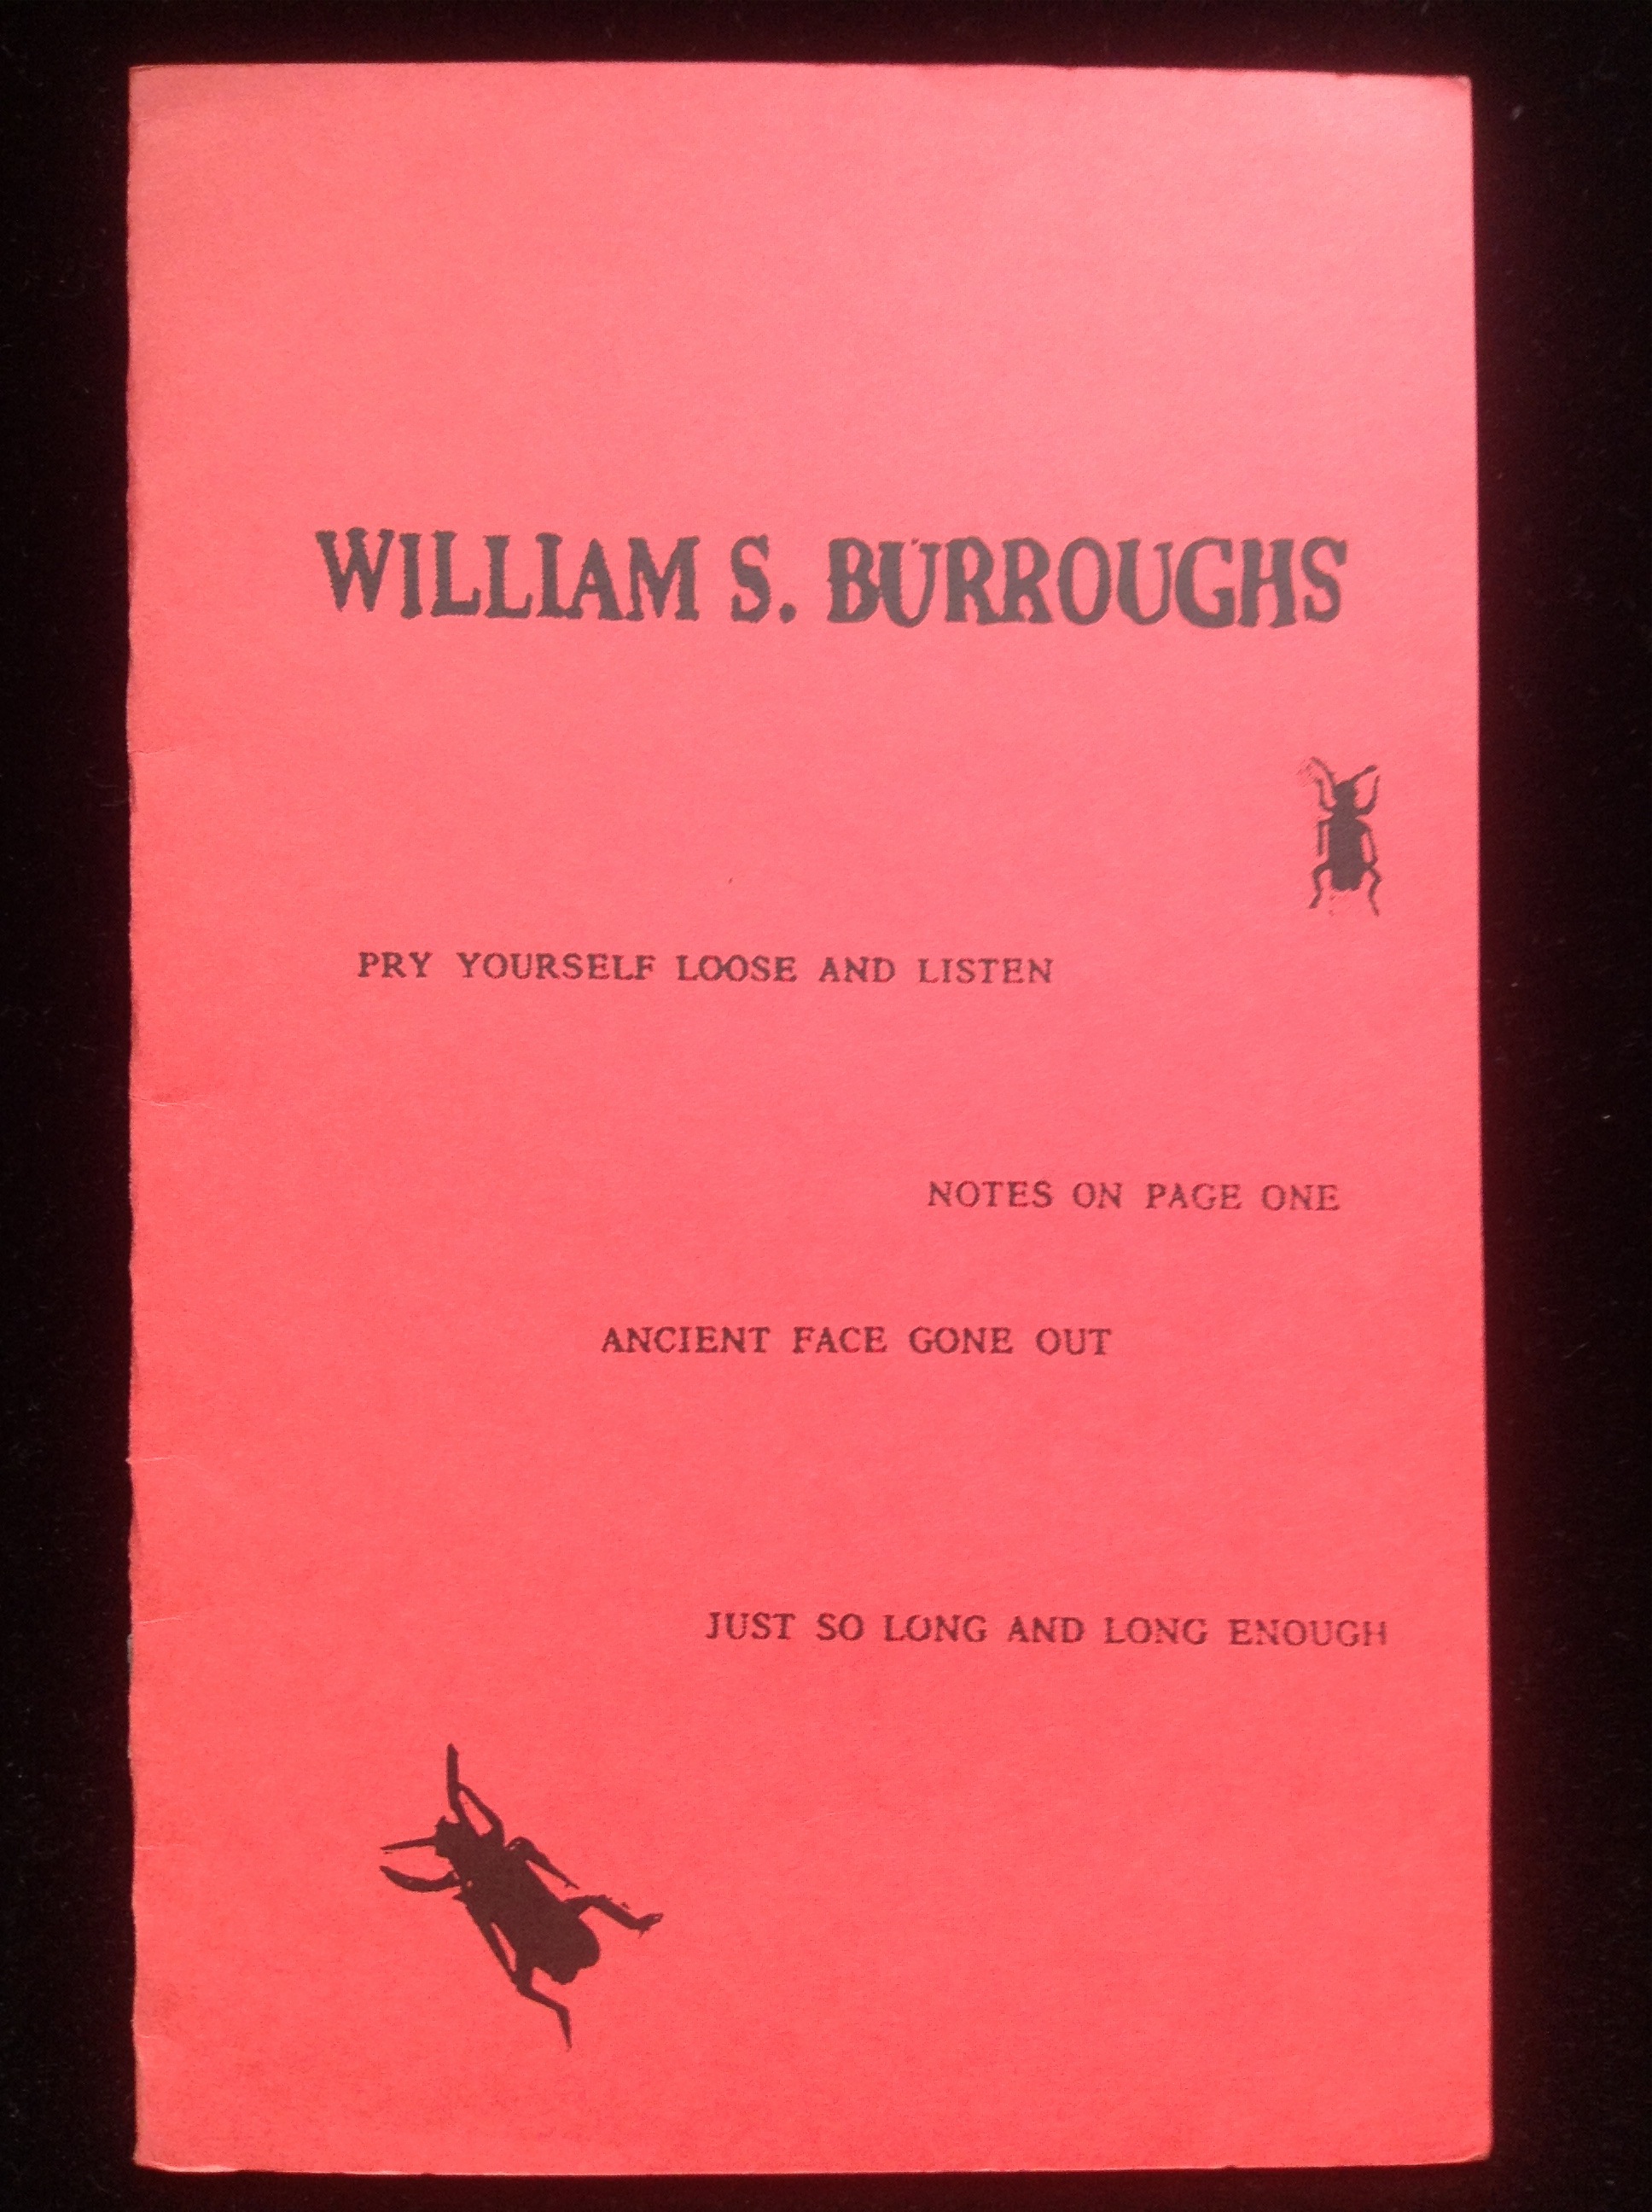 WILLIAM S. BURROUGHS
PRY YOURSELF LOOSE AND LISTEN
NOTES ON PAGE ONE
ANCIENT FACE GONE OUT
JUST SO LONG AND LONG ENOUGH